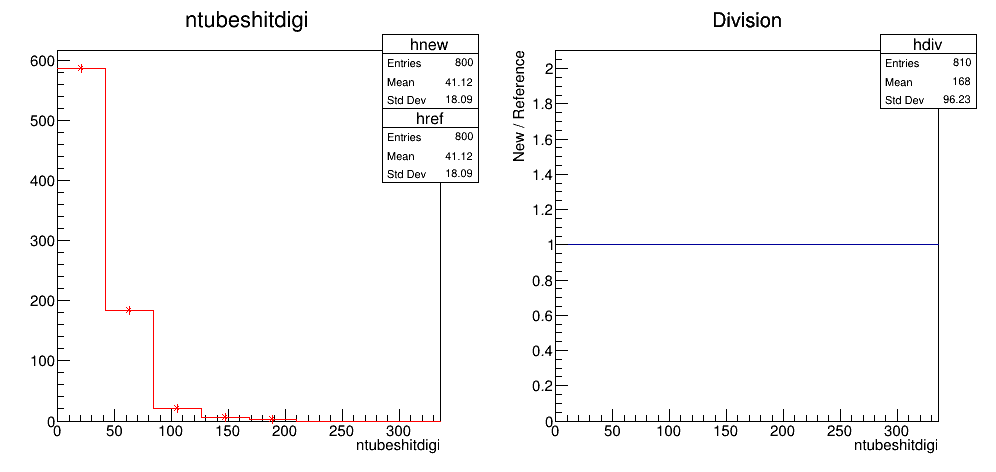 ntubeshitdigi
hnew
Entries 800
Mean 41.12
Std Dev 18.09
href
Entries 800
Mean 41.12
Std Dev 18.09
600
500
400
300
200
100
0
0 50 100 150 200 250 300
ntubeshitdigi
Division
hdiv
Entries 810
Mean 168
Std Dev 96.23
New / Reference
2
1.8
1.6
1.4
1.2
1
0.8
0.6
0.4
0.2
0
0 50 100 150 200 250 300
ntubeshitdigi